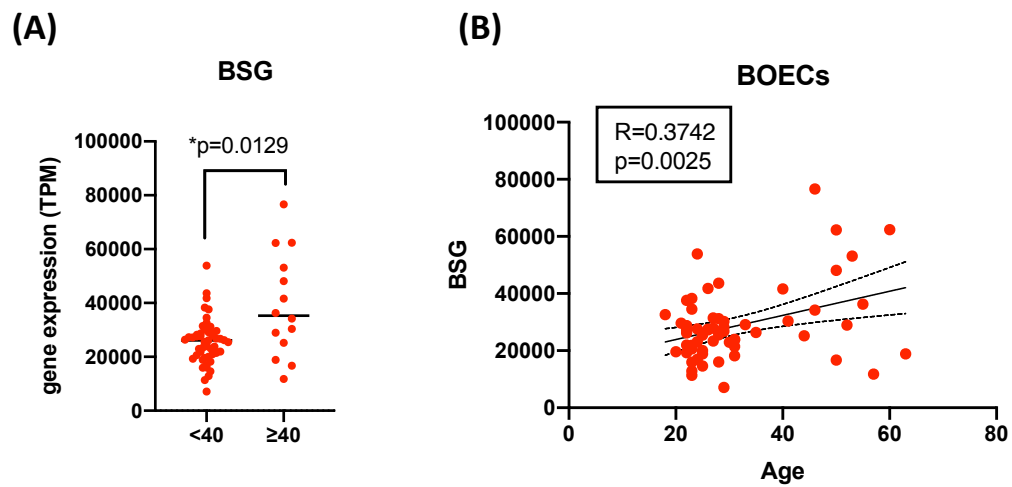 (A)
BSG
*p=0.0129
gene expression (TPM)
100000
80000
60000
40000
20000
0
<40
≥40
(B)
BOECs
R=0.3742
p=0.0025
BSG
100000
80000
60000
40000
20000
0
0
20
40
60
80
Age